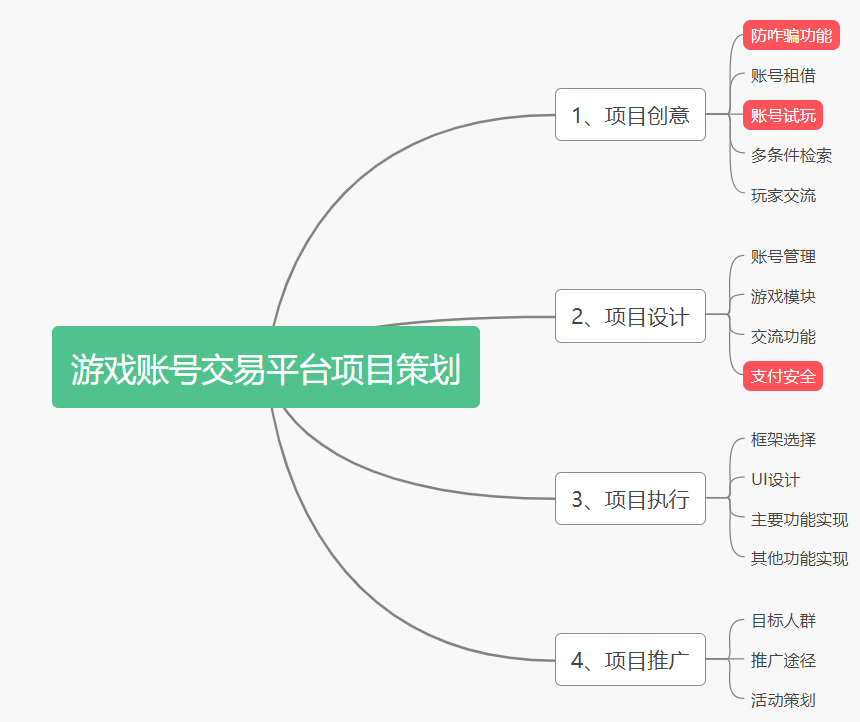 游戏账号交易平台项目策划
1、项目创意
防咋骗功能
账号租借
账号试玩
多条件检索
玩家交流
2、项目设计
账号管理
游戏模块
交流功能
支付安全
3、项目执行
框架选择
UI设计
主要功能实现
其他功能实现
4、项目推广
目标人群
推广途径
活动策划